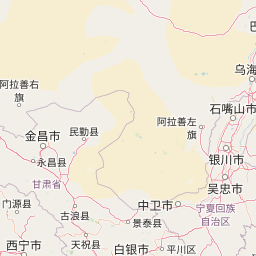 巴
乌海
阿拉善右
旗
石嘴山市
阿拉善左
旗
金昌市
民勤县
银川市
永昌县
甘肃省
吴忠市
门源县
古浪县
中卫市
宁夏回族
自治区
景泰县
西宁市
天祝县
白银市
平川区